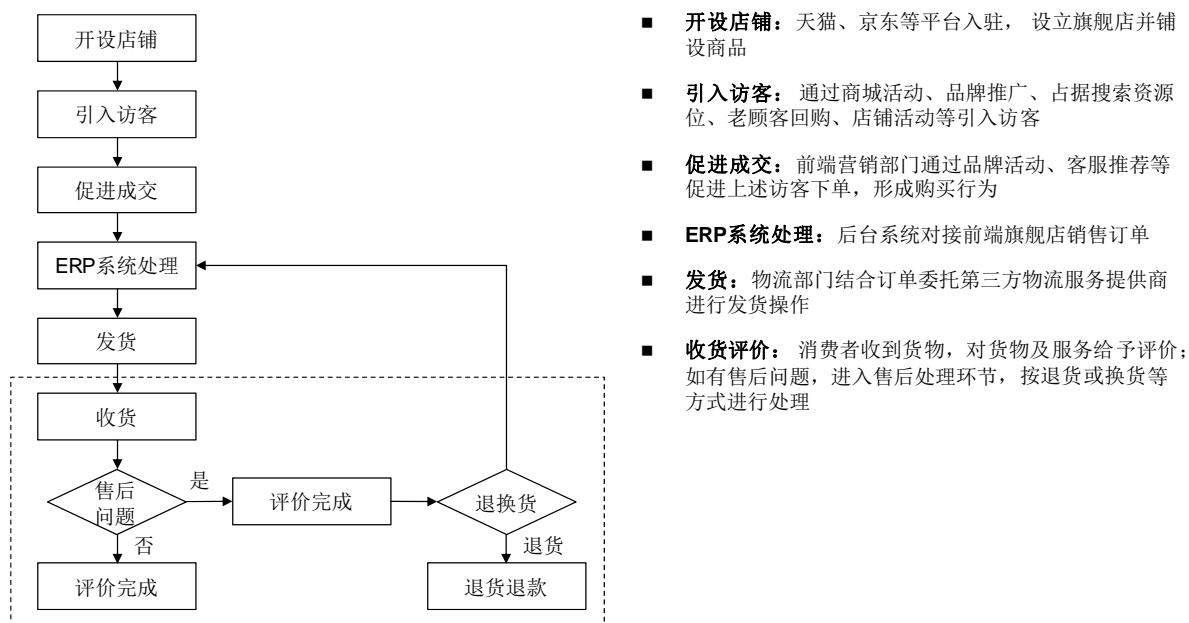 开设店铺
引入访客
促进成交
ERP系统处理
发货
收货
售后
问题
是
评价完成
退换货
否
退货
评价完成
退货退款
■ 开设店铺：天猫、京东等平台入驻， 设立旗舰店并铺
设商品
■ 引入访客： 通过商城活动、品牌推广、占据搜索资源
位、老顾客回购、店铺活动等引入访客
■ 促进成交：前端营销部门通过品牌活动、客服推荐等
促进上述访客下单，形成购买行为
■ ERP系统处理：后台系统对接前端旗舰店销售订单
■ 发货：物流部门结合订单委托第三方物流服务提供商
进行发货操作
■ 收货评价： 消费者收到货物，对货物及服务给予评价；
如有售后问题，进入售后处理环节，按退货或换货等
方式进行处理